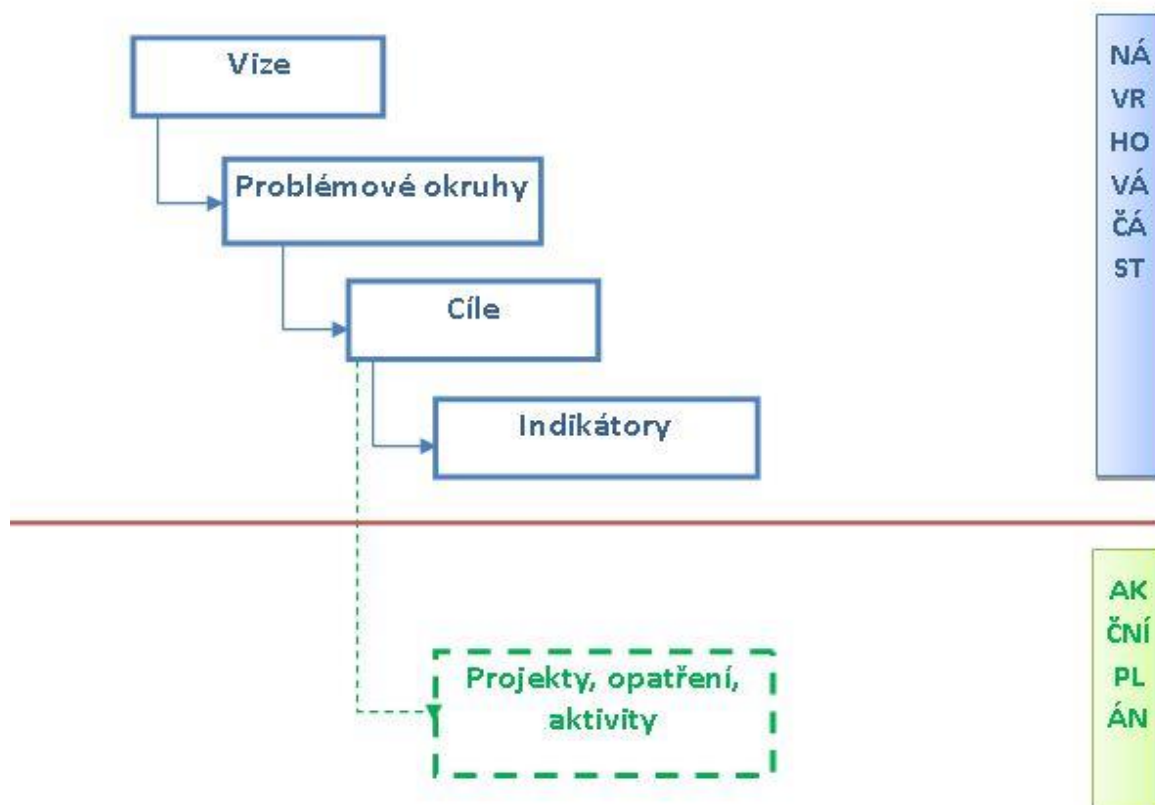 Vize
Problémové okruhy
Cíle
Indikátory
Projekty, opatření,
aktivity
NÁ
VR
HO
VÁ
ČÁ
ST
AK
ČNÍ
PL
ÁN